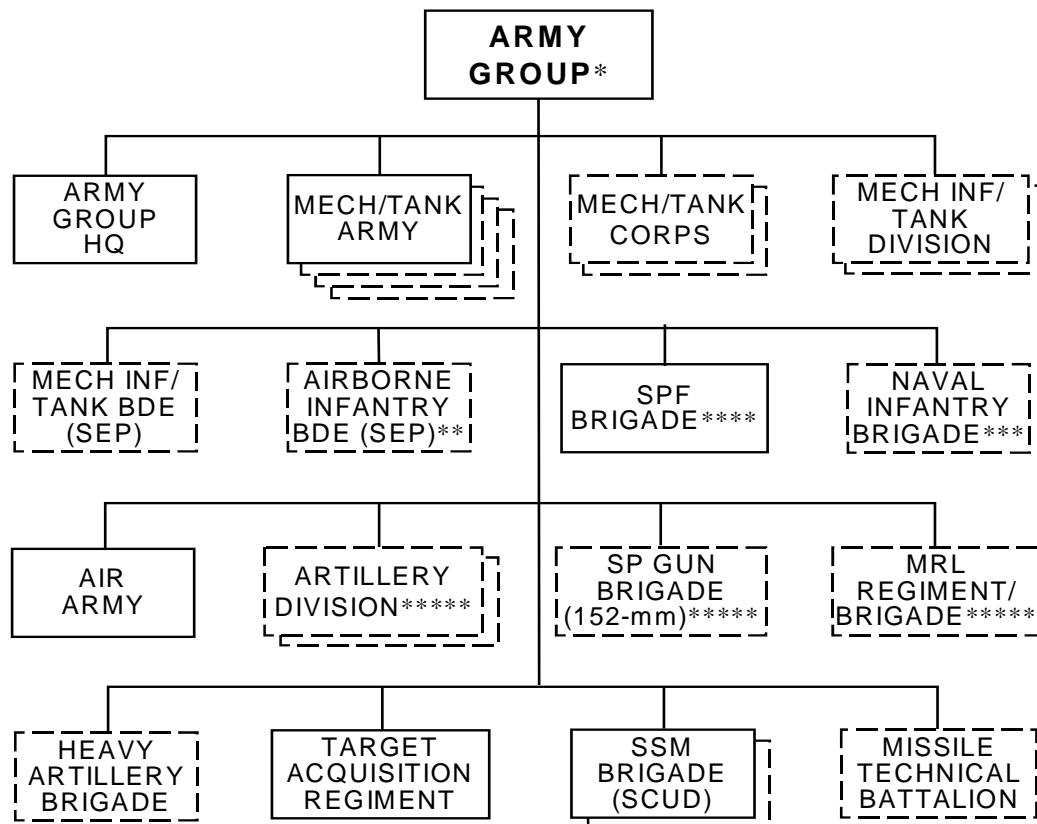 ARMY
GROUP*
ARMY
GROUP
HQ
MECH/TANK
ARMY
MECH/TANK
CORPS
MECH INF/
TANK
DIVISION
MECH INF/
TANK BDE
(SEP)
AIRBORNE
INFANTRY
BDE (SEP)**
SPF
BRIGADE****
NAVAL
INFANTRY
BRIGADE***
AIR
ARMY
ARTILLERY
DIVISION*****
SP GUN
BRIGADE
(152-mm)*****
MRL
REGIMENT/
BRIGADE*****
HEAVY
ARTILLERY
BRIGADE
TARGET
ACQUISITION
REGIMENT
SSM
BRIGADE
(SCUD)
MISSILE
TECHNICAL
BATTALION